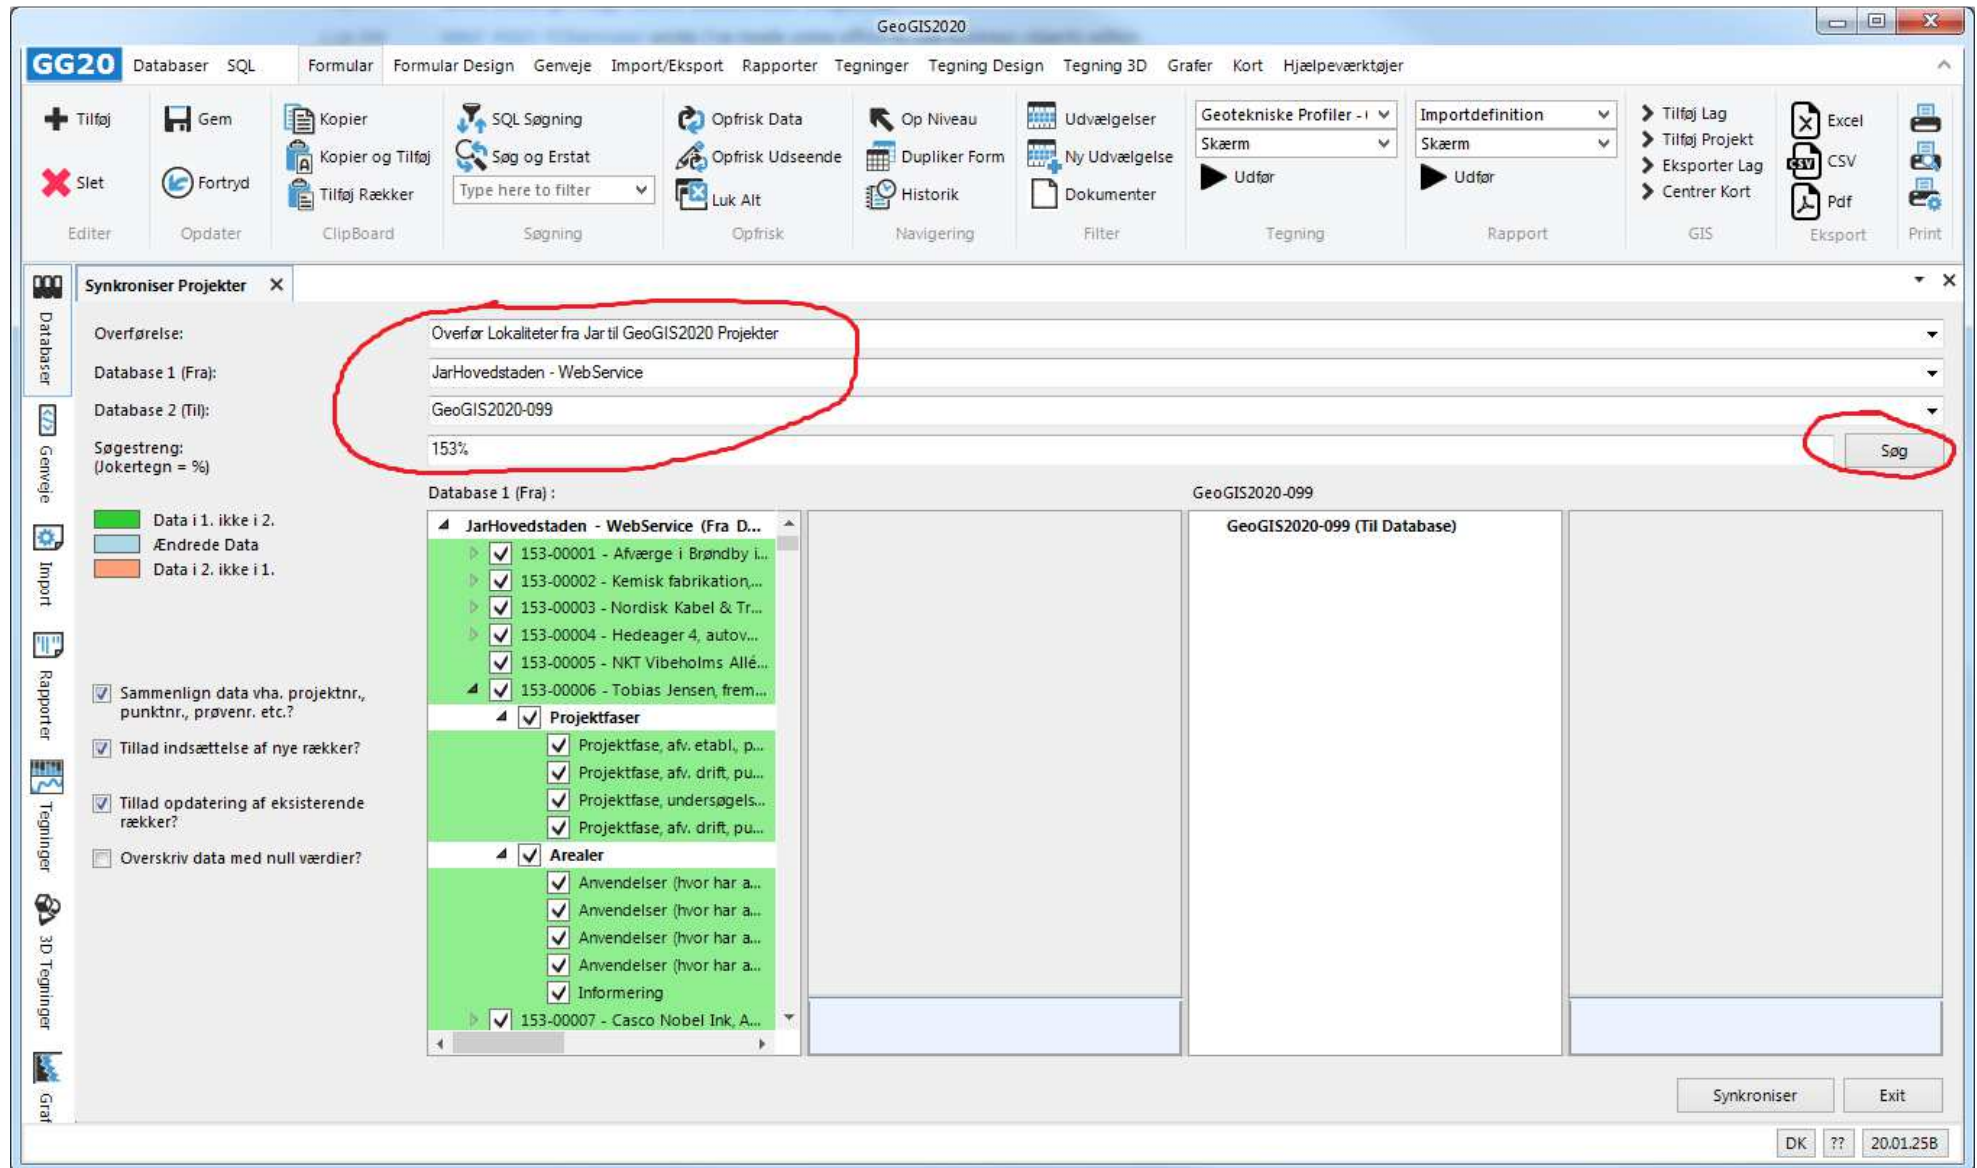 GeoGIS2020
GG20 Databaser SQL Formular Formular Design Genveje Import/Eksport Rapporter Tegninger Tegning Design Tegning 3D Grafer Kort Hjælpeværktøjer
Tilføj
Slet
Editer
Gem
Fortryd
Opdater
Kopier
Kopier og Tilføj
Tilføj Rækker
ClipBoard
SQL Søgning
Søg og Erstat
Type here to filter
Søgning
Opfrisk Data
Opfrisk Udseende
Luk Alt
Opfrisk
Op Niveau
Dupliker Form
Historik
Navigering
Udvælgelser
Ny Udvælgelse
Dokumenter
Filter
Geotekniske Profiler - (
Skærm
Udfør
Tegning
Importdefinition
Skærm
Udfør
Rapport
Tilføj Lag
Tilføj Projekt
Eksporter Lag
Centrer Kort
GIS
Excel
CSV CSV
Pdf
Eksport
Print
Databaser
Genveje
Import
Rapporter
Tegninger
3D Tegninger
Graf
Synkroniser Projekter
Overførelse: Overfør Lokaliteter fra Jar til GeoGIS2020 Projekter
Database 1 (Fra): JarHovedstaden - WebService
Database 2 (Til): GeoGIS2020-099
Søgestreng: 153% Søg
(Jokertegn = %)
Data i 1. ikke i 2.
Ændrede Data
Data i 2. ikke i 1.
Sammenlign data vha. projektnr.,
punktnr., prøvenr. etc.?
Tillad indsættelse af nye rækker?
Tillad opdatering af eksisterende
rækker?
Overskriv data med null værdier?
Database 1 (Fra) :
JarHovedstaden - WebService (Fra D...
153-00001 - Afværge i Brøndby i...
153-00002 - Kemisk fabrikation,...
153-00003 - Nordisk Kabel & Tr...
153-00004 - Hedeager 4, autov...
153-00005 - NKT Vibeholms Allé...
153-00006 - Tobias Jensen, frem...
Projektfaser
Projektfase, afv. etabl., p...
Projektfase, afv. drift, pu...
Projektfase, undersøgels...
Projektfase, afv. drift, pu...
Arealer
Anvendelser (hvor har a...
Anvendelser (hvor har a...
Anvendelser (hvor har a...
Anvendelser (hvor har a...
Informering
153-00007 - Casco Nobel Ink, A...
GeoGIS2020-099
GeoGIS2020-099 (Til Database)
Synkroniser Exit
DK ?? 20.01.25B